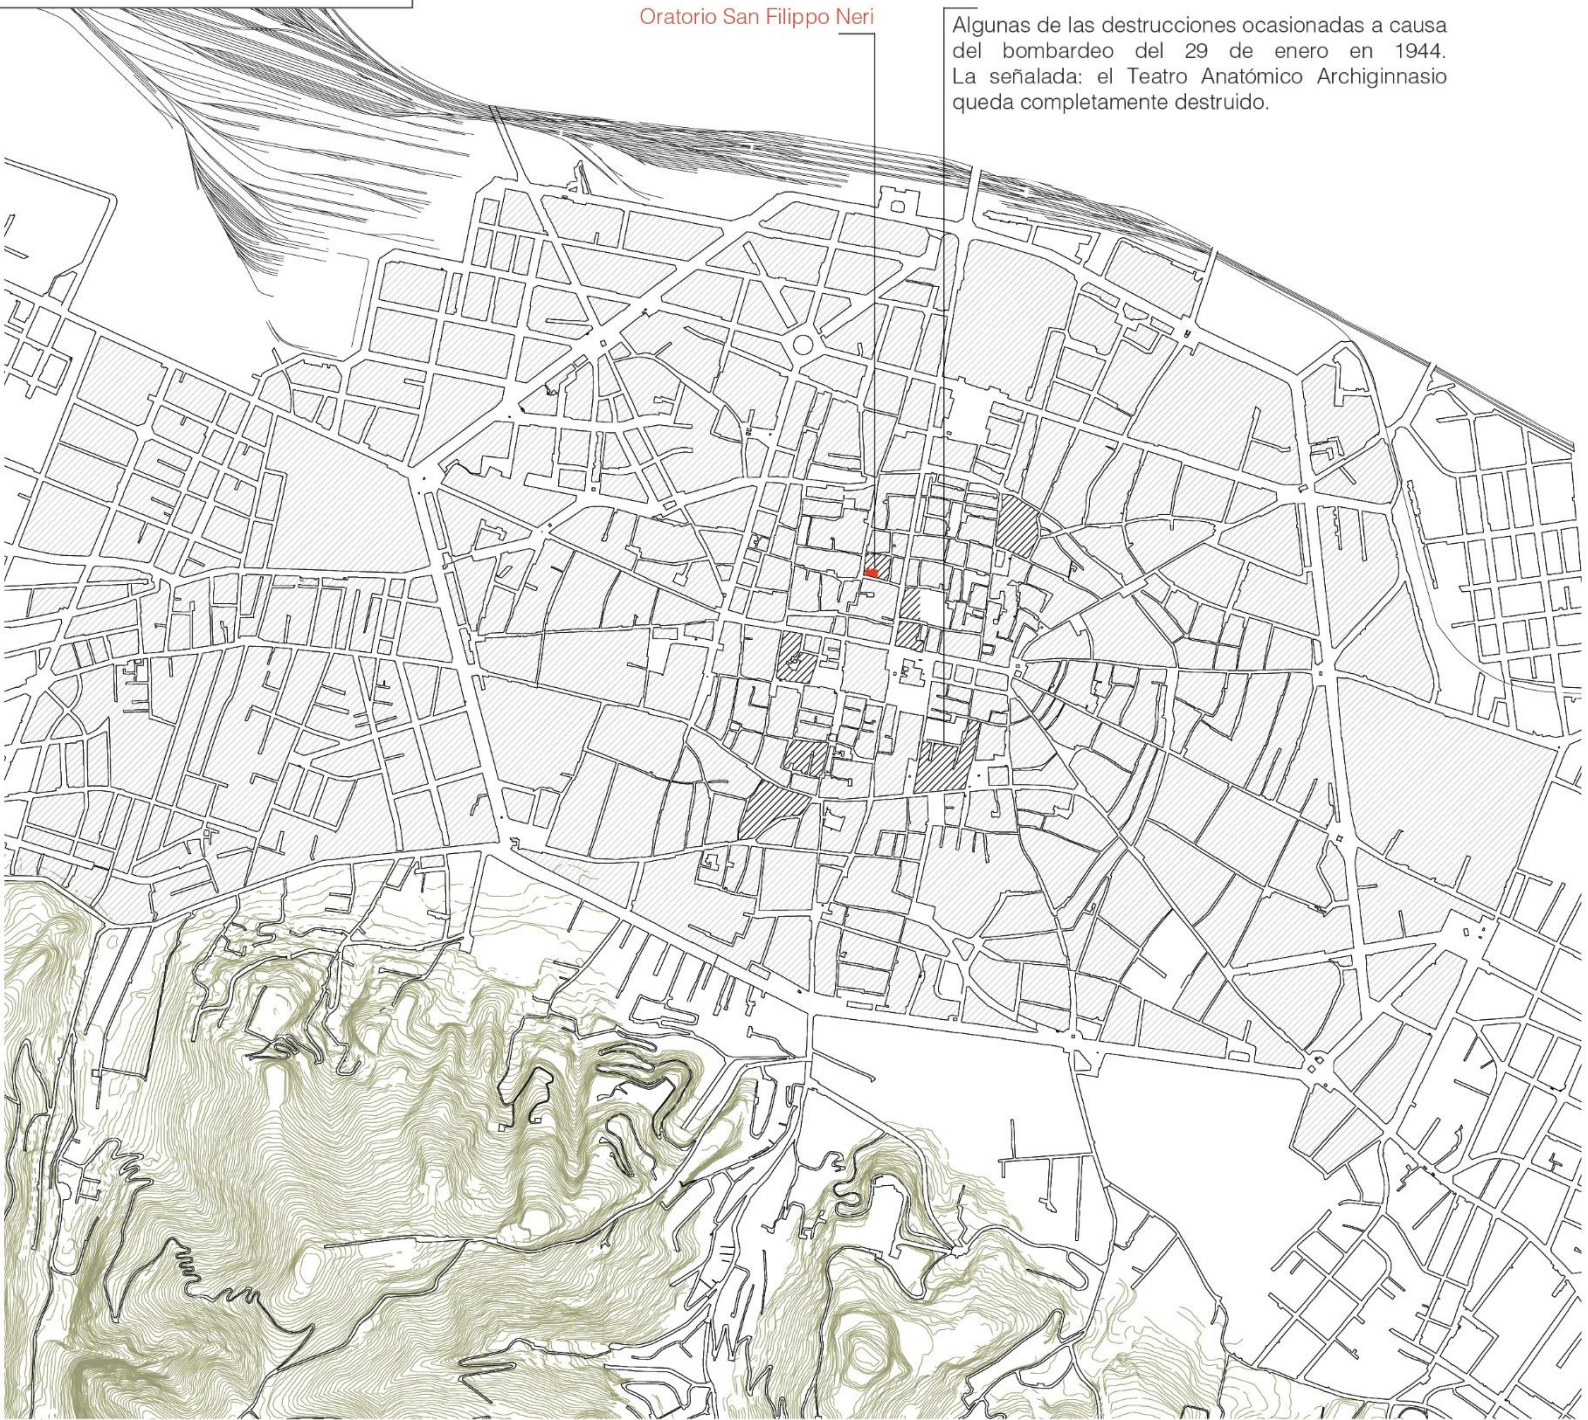 Oratorio San Filippo Neri
Algunas de las destrucciones ocasionadas a causa
del bombardeo del 29 de enero en 1944.
La señalada: el Teatro Anatómico Archiginnasio
queda completamente destruido.